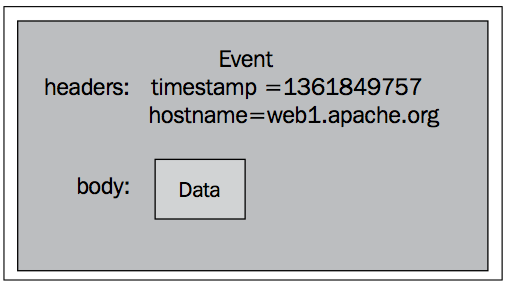 Event
headers: timestamp =1361849757
hostname=web1.apache.org
body: Data